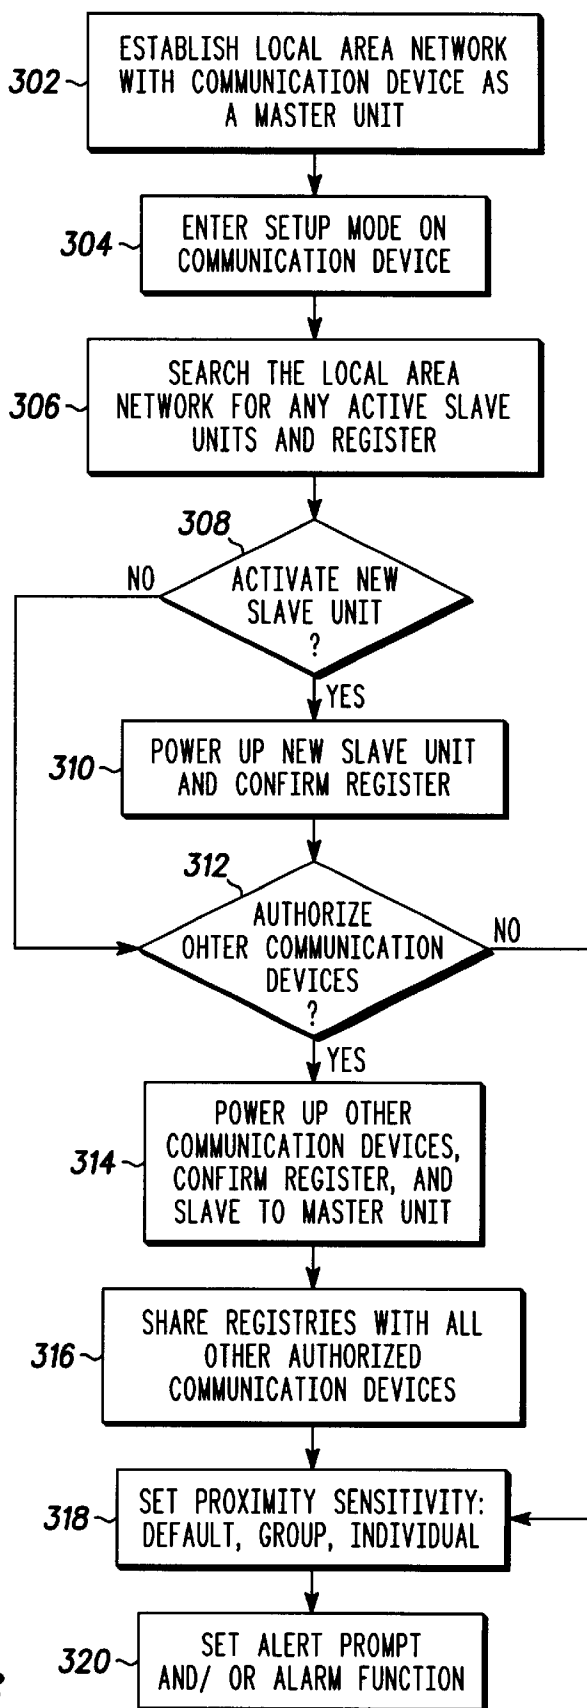 302
ESTABLISH LOCAL AREA NETWORK
WITH COMMUNICATION DEVICE AS
A MASTER UNIT
304
ENTER SETUP MODE ON
COMMUNICATION DEVICE
306
SEARCH THE LOCAL AREA
NETWORK FOR ANY ACTIVE SLAVE
UNITS AND REGISTER
308
NO
ACTIVATE NEW
SLAVE UNIT
?
YES
310
POWER UP NEW SLAVE UNIT
AND CONFIRM REGISTER
312
AUTHORIZE
OHTER COMMUNICATION
DEVICES
?
NO
YES
314
POWER UP OTHER
COMMUNICATION DEVICES,
CONFIRM REGISTER, AND
SLAVE TO MASTER UNIT
316
SHARE REGISTRIES WITH ALL
OTHER AUTHORIZED
COMMUNICATION DEVICES
318
SET PROXIMITY SENSITIVITY:
DEFAULT, GROUP, INDIVIDUAL
320
SET ALERT PROMPT
AND/ OR ALARM FUNCTION